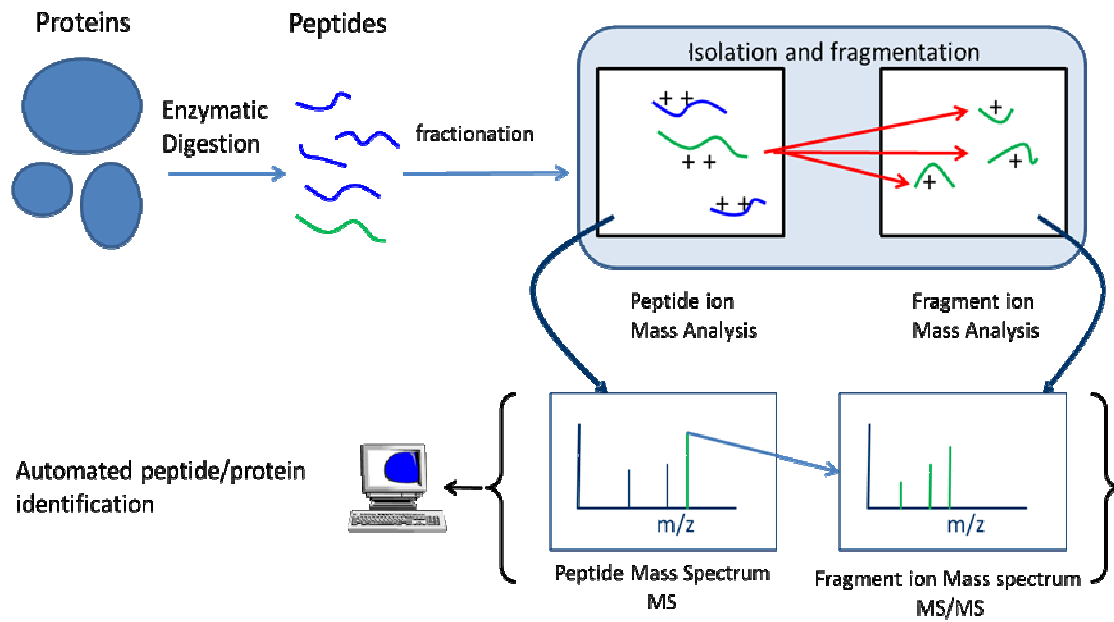 Proteins
Peptides
Isolation and fragmentation
Enzymatic
Digestion
fractionation
+ +
+ +
+ +
+
+
+
Peptide ion
Mass Analysis
Fragment ion
Mass Analysis
Automated peptide/protein
identification
m/z
m/z
Peptide Mass Spectrum
MS
Fragment ion Mass spectrum
MS/MS